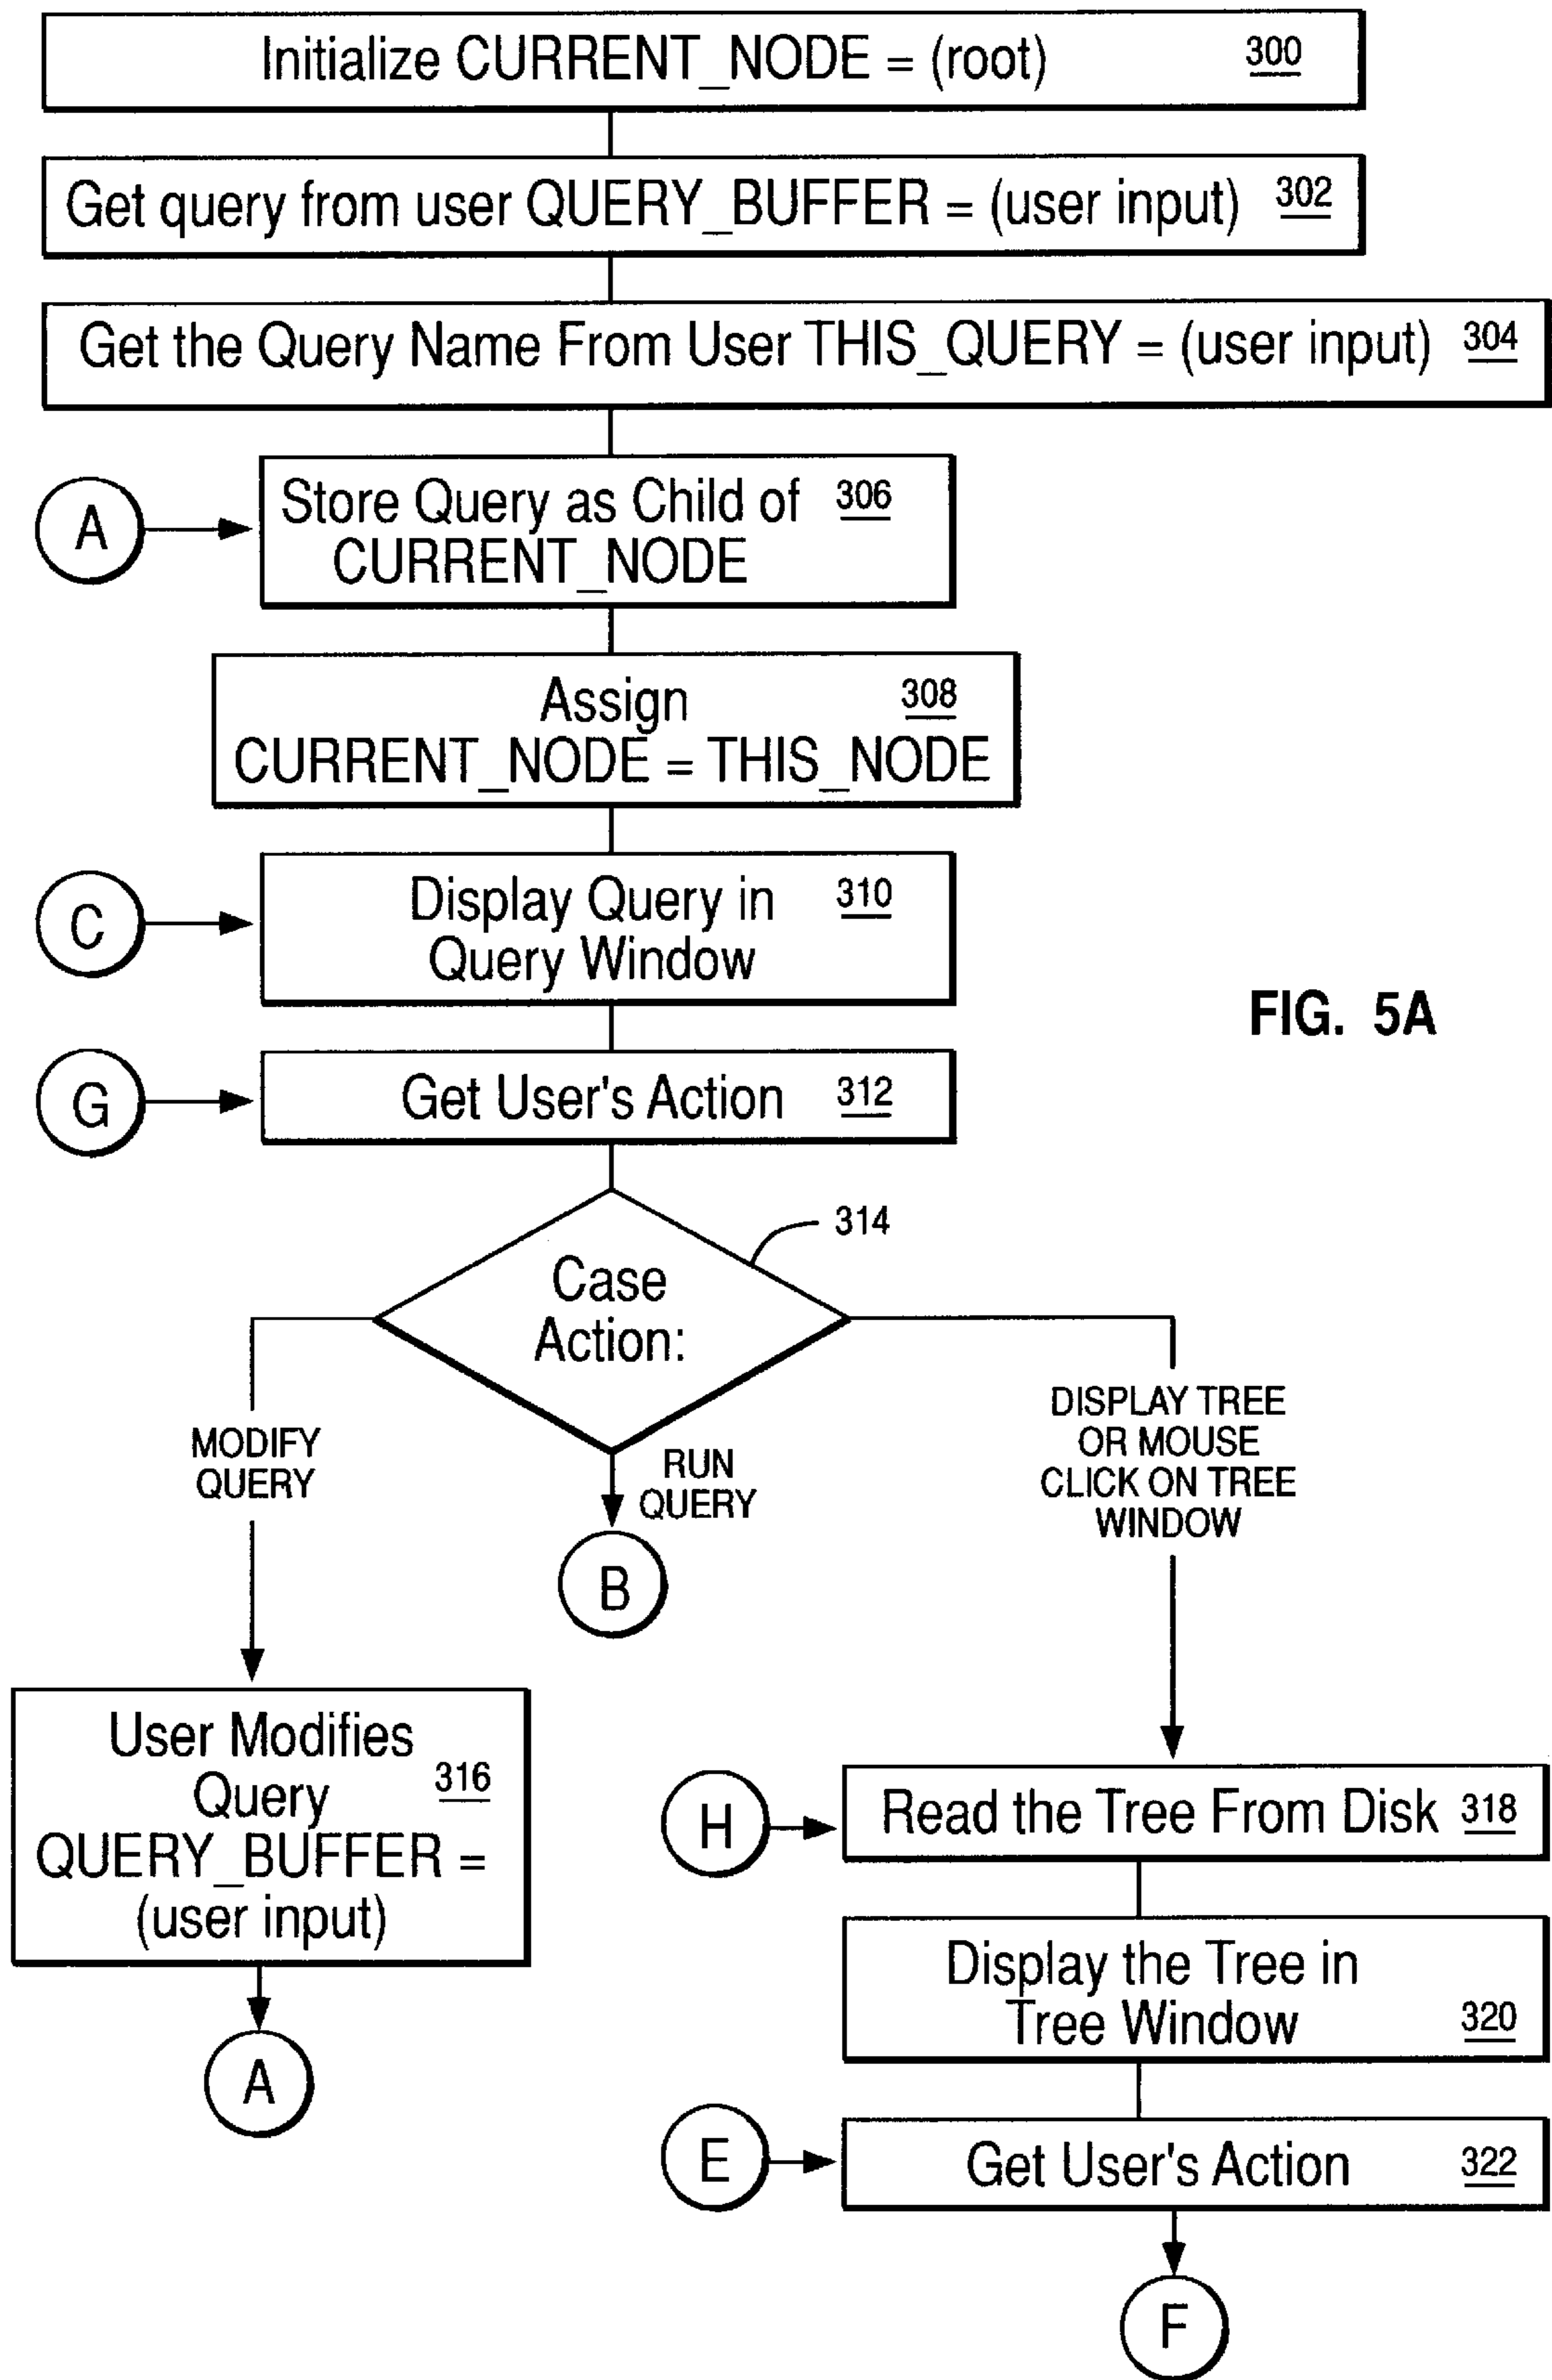 Initialize CURRENT_NODE = (root) 300
Get query from user QUERY_BUFFER = (user input) 302
Get the Query Name From User THIS_QUERY = (user input) 304
A
Store Query as Child of 306
CURRENT_NODE
Assign 308
CURRENT_NODE = THIS_NODE
C
Display Query in 310
Query Window
FIG. 5A
G
Get User's Action 312
314
Case
Action:
MODIFY
QUERY
RUN
QUERY
DISPLAY TREE
OR MOUSE
CLICK ON TREE
WINDOW
B
User Modifies
Query 316
QUERY_BUFFER =
(user input)
A
H
Read the Tree From Disk 318
Display the Tree in
Tree Window 320
E
Get User's Action 322
F